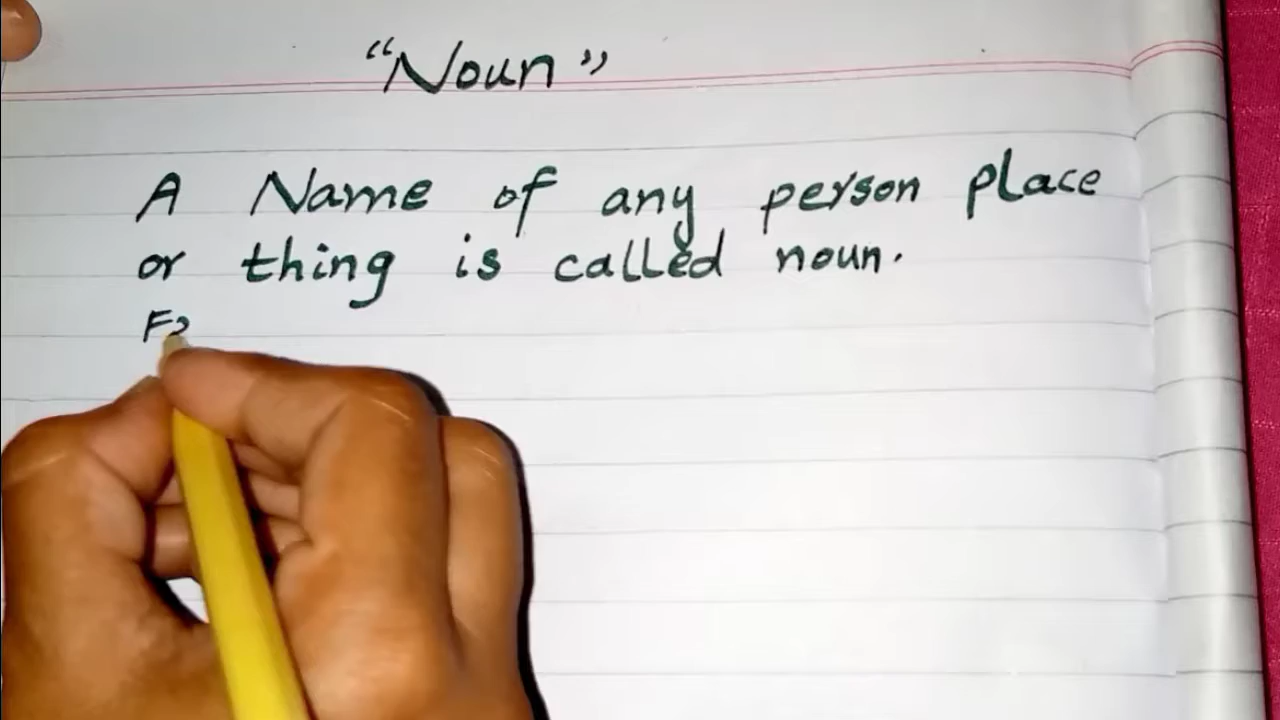 “Noun”
A Name of any person place
or thing is called noun.